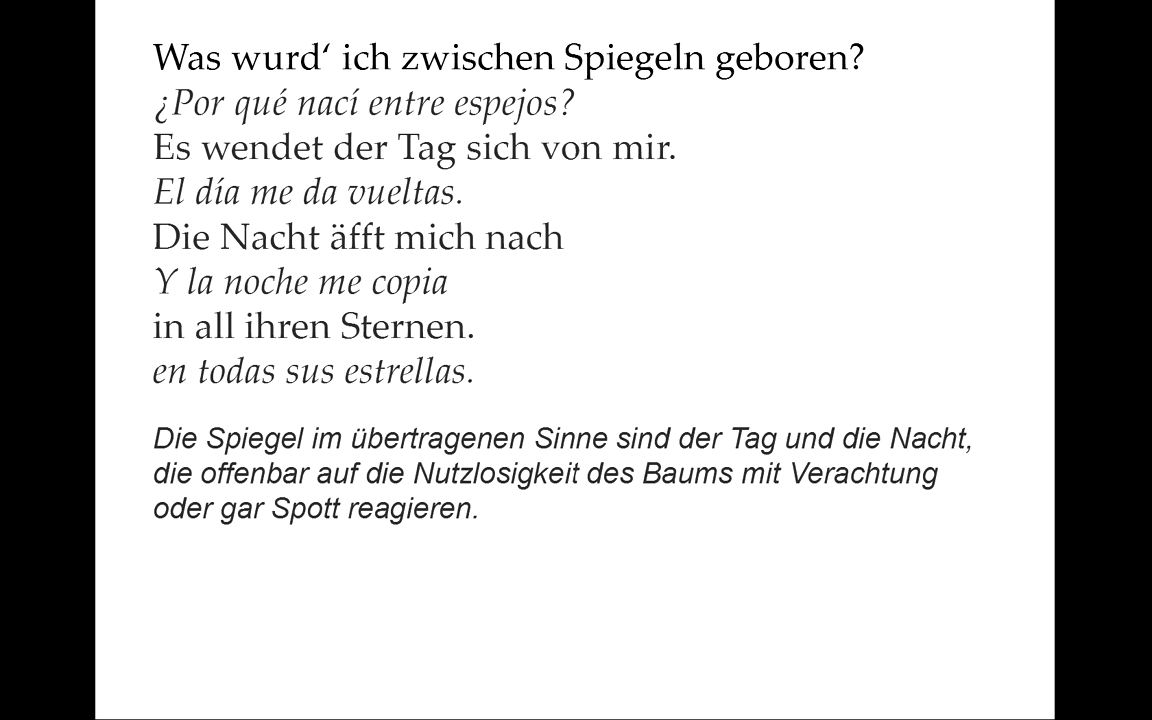 Was wurd‘ ich zwischen Spiegeln geboren?
¿Por qué nací entre espejos?
Es wendet der Tag sich von mir.
El día me da vueltas.
Die Nacht äfft mich nach
Y la noche me copia
in all ihren Sternen.
en todas sus estrellas.
Die Spiegel im übertragenen Sinne sind der Tag und die Nacht,
die offenbar auf die Nutzlosigkeit des Baums mit Verachtung
oder gar Spott reagieren.